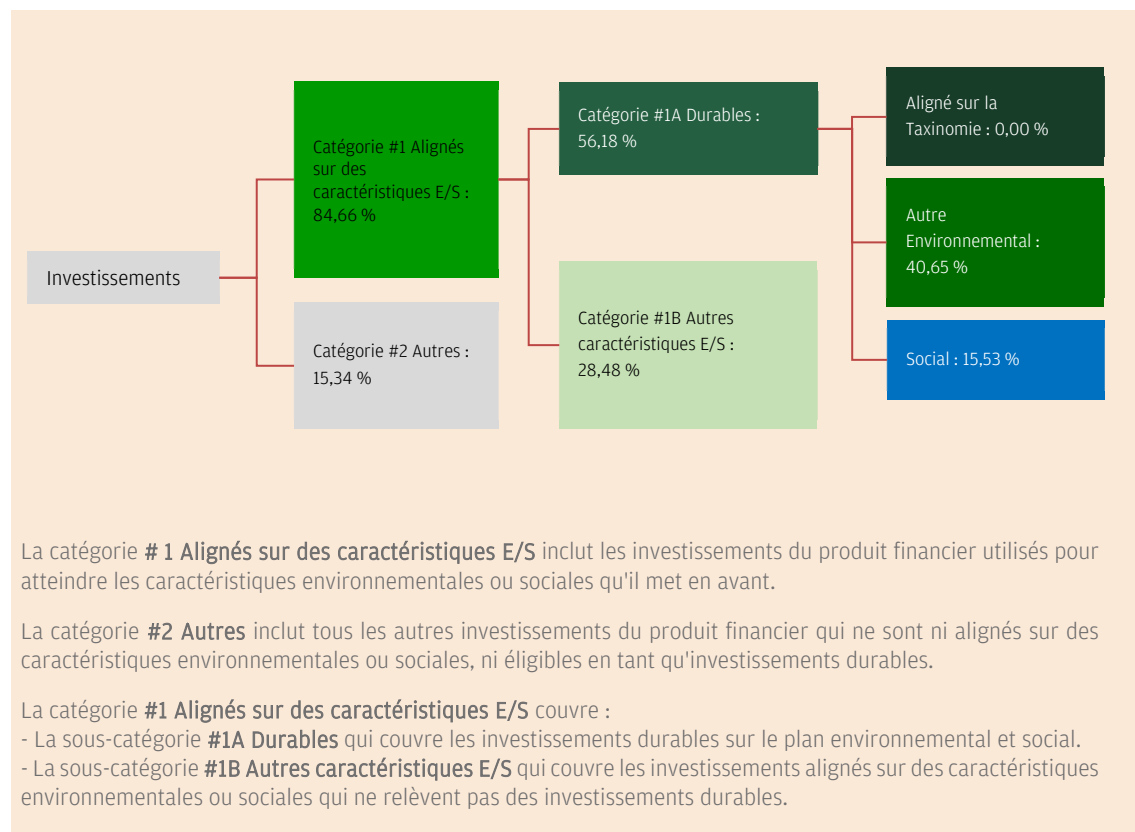 Investissements
Catégorie #1 Alignés
sur des
caractéristiques E/S :
84,66 %
Catégorie #2 Autres :
15,34 %
Catégorie #1A Durables :
56,18 %
Catégorie #1B Autres
caractéristiques E/S :
28,48 %
Aligné sur la
Taxinomie : 0,00 %
Autre
Environnemental :
40,65 %
Social : 15,53 %
La catégorie # 1 Alignés sur des caractéristiques E/S inclut les investissements du produit financier utilisés pour
atteindre les caractéristiques environnementales ou sociales qu'il met en avant.
La catégorie #2 Autres inclut tous les autres investissements du produit financier qui ne sont ni alignés sur des
caractéristiques environnementales ou sociales, ni éligibles en tant qu'investissements durables.
La catégorie #1 Alignés sur des caractéristiques E/S couvre :
- La sous-catégorie #1A Durables qui couvre les investissements durables sur le plan environnemental et social.
- La sous-catégorie #1B Autres caractéristiques E/S qui couvre les investissements alignés sur des caractéristiques
environnementales ou sociales qui ne relèvent pas des investissements durables.